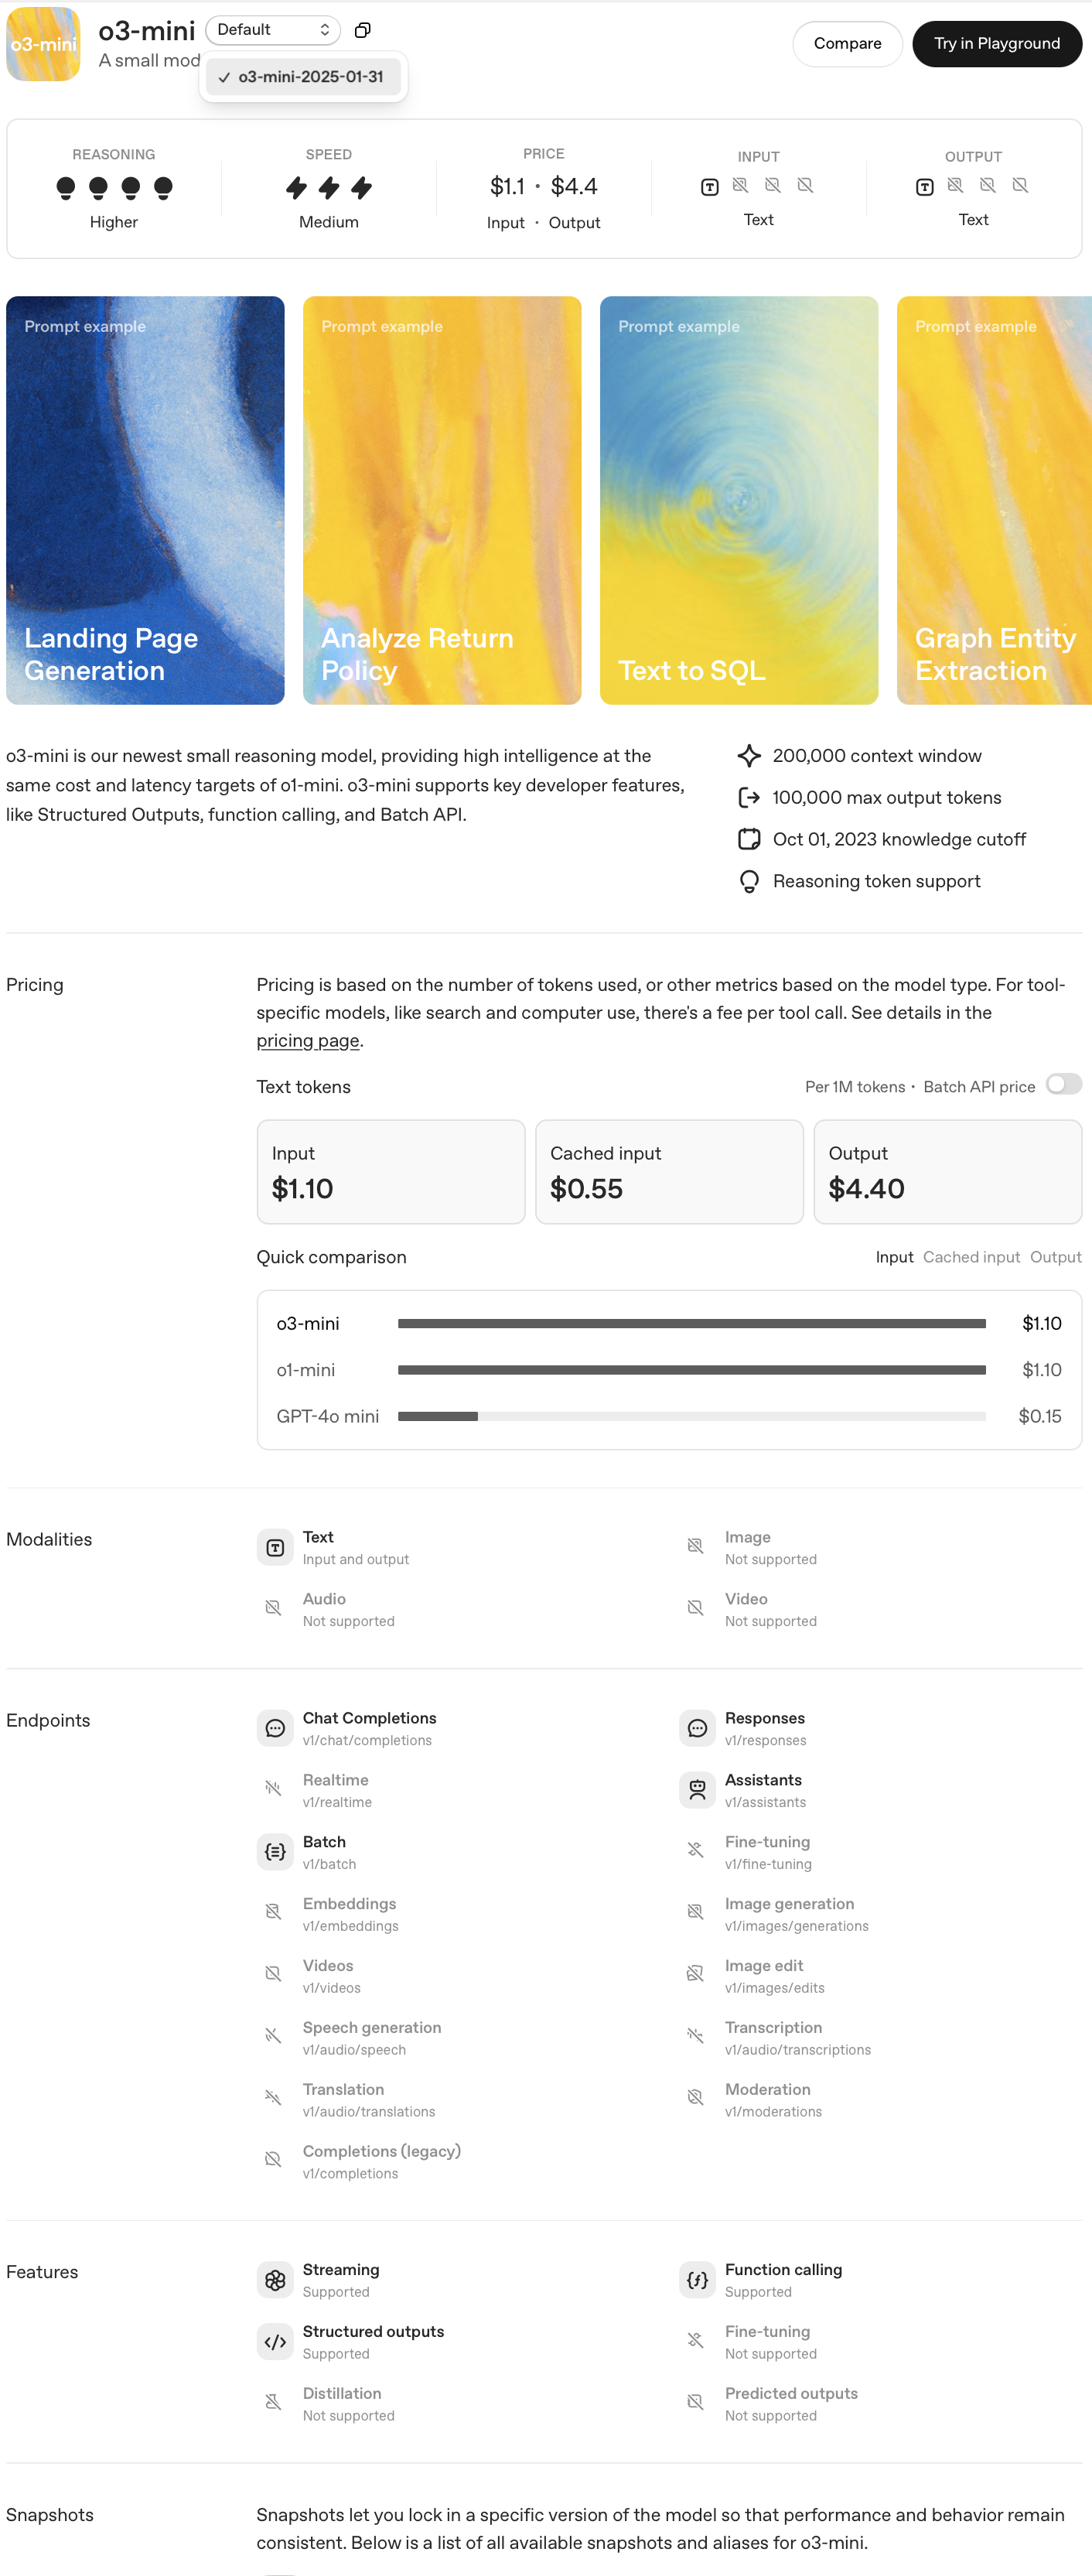 o3-mini
o3-mini
Default
A small mod
o3-mini-2025-01-31
Compare
Try in Playground
REASONING
Higher
SPEED
Medium
PRICE
$1.1 • $4.4
Input • Output
INPUT
Text
OUTPUT
Text
Prompt example
Landing Page
Generation
Prompt example
Analyze Return
Policy
Prompt example
Text to SQL
Prompt example
Graph Entity
Extraction
o3-mini is our newest small reasoning model, providing high intelligence at the
same cost and latency targets of o1-mini. o3-mini supports key developer features,
like Structured Outputs, function calling, and Batch API.
200,000 context window
100,000 max output tokens
Oct 01, 2023 knowledge cutoff
Reasoning token support
Pricing
Pricing is based on the number of tokens used, or other metrics based on the model type. For tool-
specific models, like search and computer use, there's a fee per tool call. See details in the
pricing page.
Text tokens
Per 1M tokens • Batch API price
Input
$1.10
Cached input
$0.55
Output
$4.40
Quick comparison
Input Cached input Output
o3-mini $1.10
o1-mini $1.10
GPT-4o mini $0.15
Modalities
Text
Input and output
Image
Not supported
Audio
Not supported
Video
Not supported
Endpoints
Chat Completions
v1/chat/completions
Responses
v1/responses
Realtime
v1/realtime
Assistants
v1/assistants
Batch
v1/batch
Fine-tuning
v1/fine-tuning
Embeddings
v1/embeddings
Image generation
v1/images/generations
Videos
v1/videos
Image edit
v1/images/edits
Speech generation
v1/audio/speech
Transcription
v1/audio/transcriptions
Translation
v1/audio/translations
Moderation
v1/moderations
Completions (legacy)
v1/completions
Features
Streaming
Supported
Function calling
Supported
Structured outputs
Supported
Fine-tuning
Not supported
Distillation
Not supported
Predicted outputs
Not supported
Snapshots
Snapshots let you lock in a specific version of the model so that performance and behavior remain
consistent. Below is a list of all available snapshots and aliases for o3-mini.